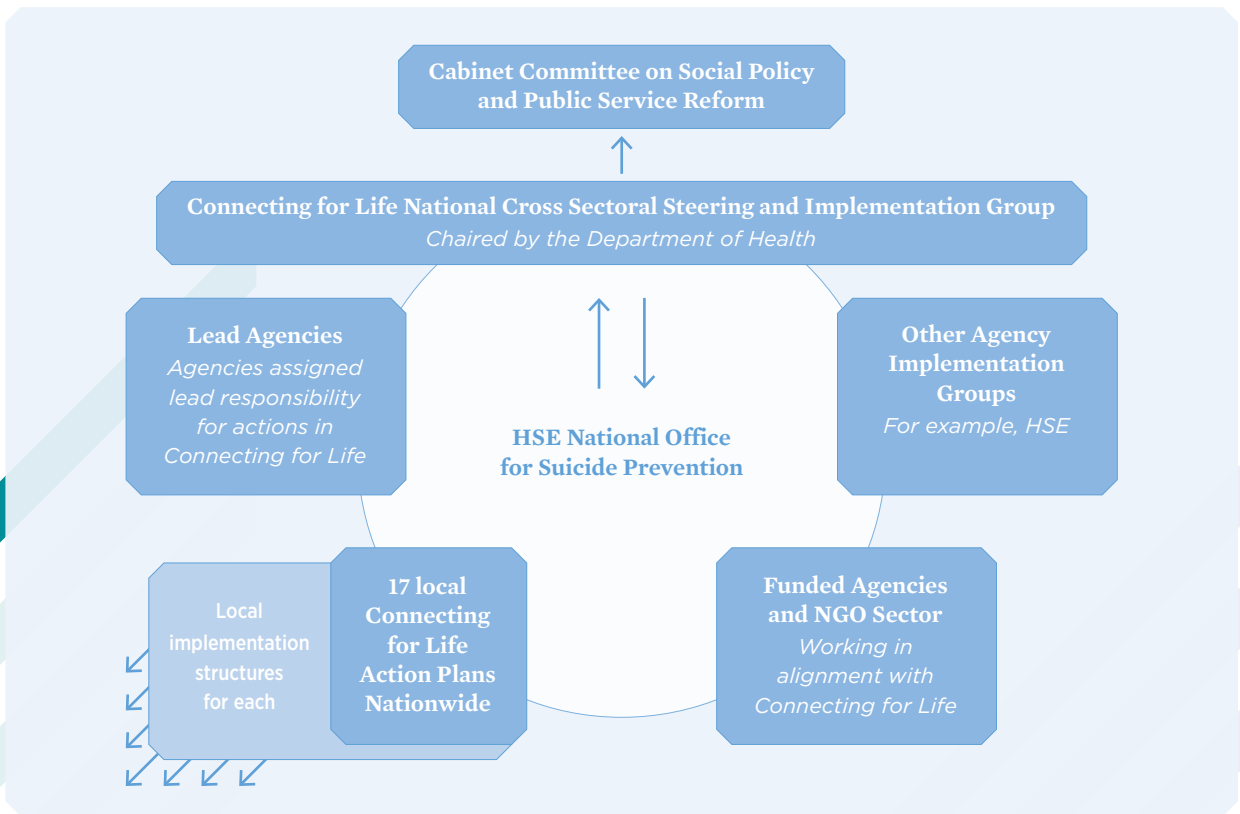 Cabinet Committee on Social Policy
and Public Service Reform
Connecting for Life National Cross Sectoral Steering and Implementation Group
Chaired by the Department of Health
Lead Agencies
Agencies assigned
lead responsibility
for actions in
Connecting for Life
Other Agency
Implementation
Groups
For example, HSE
HSE National Office
for Suicide Prevention
Local
implementation
structures
for each
17 local
Connecting
for Life
Action Plans
Nationwide
Funded Agencies
and NGO Sector
Working in
alignment with
Connecting for Life